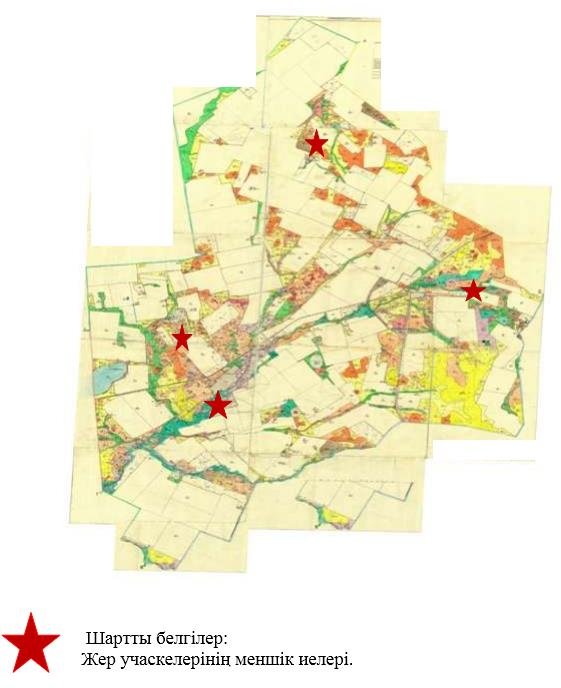 Шартты белгілер:
Жер учаскелерінің меншік иелері.